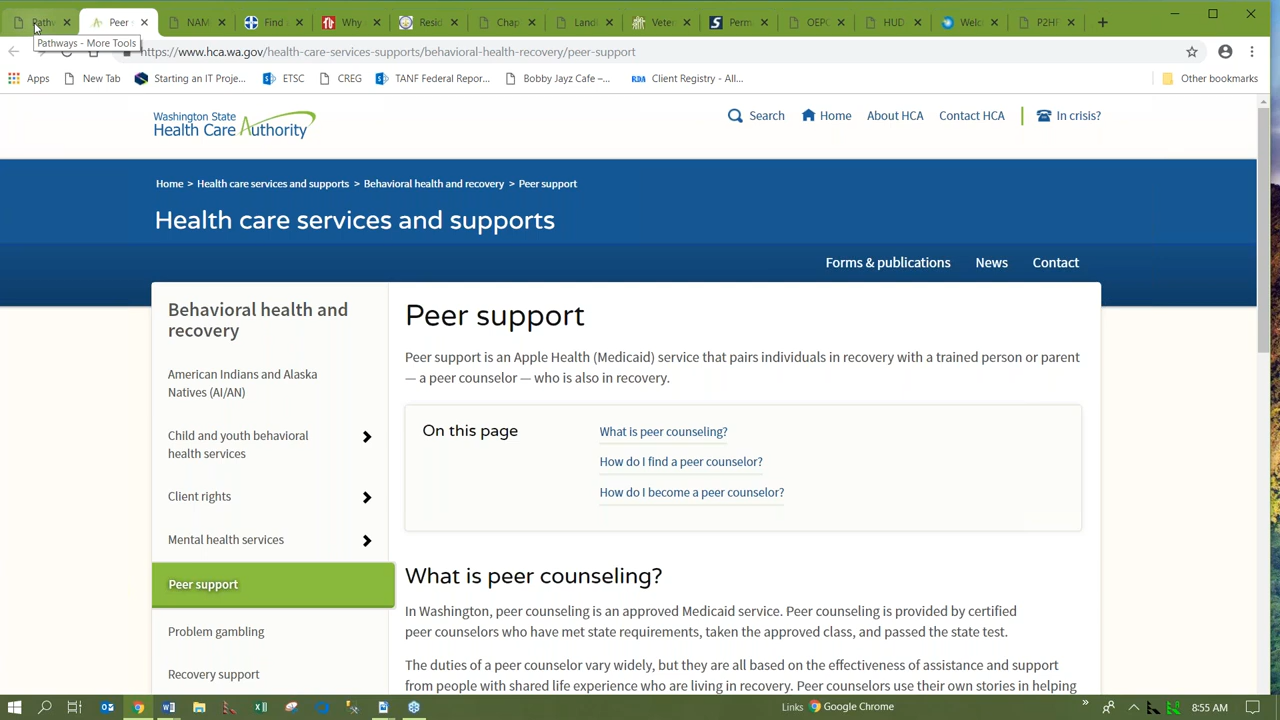 Pathw
Peer
NAM
Find
Why
Resid
Chap
Landi
Veter
Perm
OEPC
HUD
Welc
P2HF
Pathways - More Tools
https://www.hca.wa.gov/health-care-services-supports/behavioral-health-recovery/peer-support
Apps New Tab Starting an IT Proje... ETSC CREG TANF Federal Repor... Bobby Jayz Cafe –... Client Registry - All... Other bookmarks
Washington State
Health Care Authority
Search Home About HCA Contact HCA In crisis?
Home > Health care services and supports > Behavioral health and recovery > Peer support
Health care services and supports
Forms & publications News Contact
Behavioral health and
recovery
American Indians and Alaska
Natives (AI/AN)
Child and youth behavioral
health services
Client rights
Mental health services
Peer support
Problem gambling
Recovery support
Peer support
Peer support is an Apple Health (Medicaid) service that pairs individuals in recovery with a trained person or parent
— a peer counselor — who is also in recovery.
On this page
What is peer counseling?
How do I find a peer counselor?
How do I become a peer counselor?
What is peer counseling?
In Washington, peer counseling is an approved Medicaid service. Peer counseling is provided by certified
peer counselors who have met state requirements, taken the approved class, and passed the state test.
The duties of a peer counselor vary widely, but they are all based on the effectiveness of assistance and support
from people with shared life experience who are living in recovery. Peer counselors use their own stories in helping
Links Google Chrome » 8:55 AM